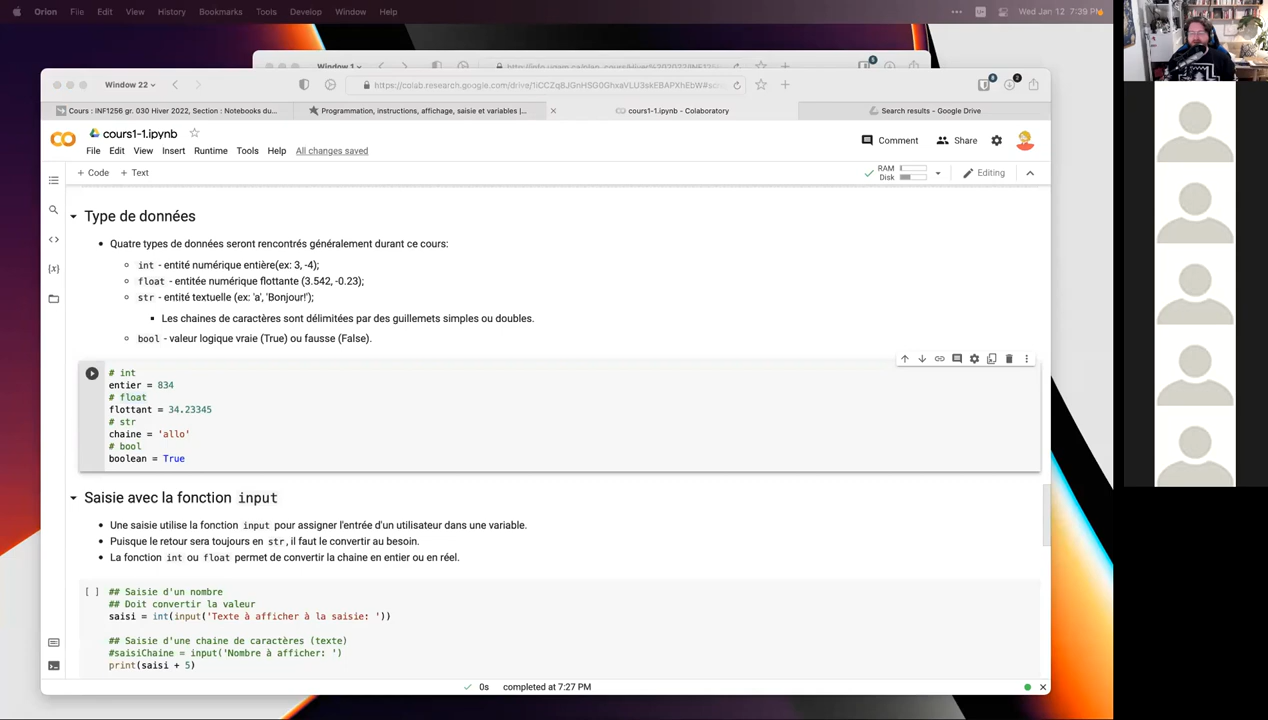 Orion File Edit View History Bookmarks Tools Develop Window Help
Wed Jan 12 7:39 PM
Window 1
Window 22
Cours : INF1256 gr. 030 Hiver 2022, Section : Notebooks du...
Programmation, instructions, affichage, saisie et variables |...
cours1-1.ipynb - Colaboratory
Search results - Google Drive
cours1-1.ipynb
Comment Share
File Edit View Insert Runtime Tools Help All changes saved
+ Code + Text
RAM
Disk
Editing
Type de données
Quatre types de données seront rencontrés généralement durant ce cours:
int - entité numérique entière(ex: 3, -4);
float - entitée numérique flottante (3.542, -0.23);
str - entité textuelle (ex: 'a', 'Bonjour!');
Les chaines de caractères sont délimitées par des guillemets simples ou doubles.
bool - valeur logique vraie (True) ou fausse (False).
# int
entier = 834
# float
flottant = 34.23345
# str
chaine = 'allo'
# bool
boolean = True
Saisie avec la fonction input
Une saisie utilise la fonction input pour assigner l'entrée d'un utilisateur dans une variable.
Puisque le retour sera toujours en str, il faut le convertir au besoin.
La fonction int ou float permet de convertir la chaine en entier ou en réel.
[ ]
## Saisie d'un nombre
## Doit convertir la valeur
saisi = int(input('Texte à afficher à la saisie: '))
## Saisie d'une chaine de caractères (texte)
#saisiChaine = input('Nombre à afficher: ')
print(saisi + 5)
0s completed at 7:27 PM